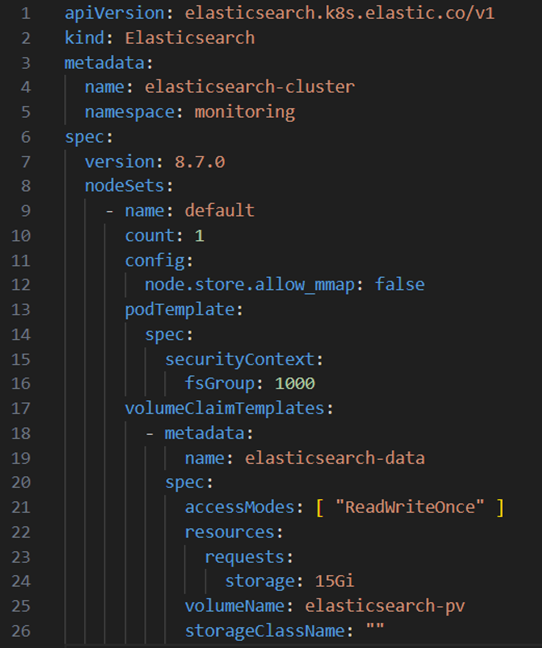 1 apiVersion: elasticsearch.k8s.elastic.co/v1
2 kind: Elasticsearch
3 metadata:
4   name: elasticsearch-cluster
5   namespace: monitoring
6 spec:
7   version: 8.7.0
8   nodeSets:
9     - name: default
10       count: 1
11       config:
12         node.store.allow_mmap: false
13       podTemplate:
14         spec:
15           securityContext:
16             fsGroup: 1000
17       volumeClaimTemplates:
18         - metadata:
19             name: elasticsearch-data
20           spec:
21             accessModes: [ "ReadWriteOnce" ]
22             resources:
23               requests:
24                 storage: 15Gi
25             volumeName: elasticsearch-pv
26             storageClassName: ""